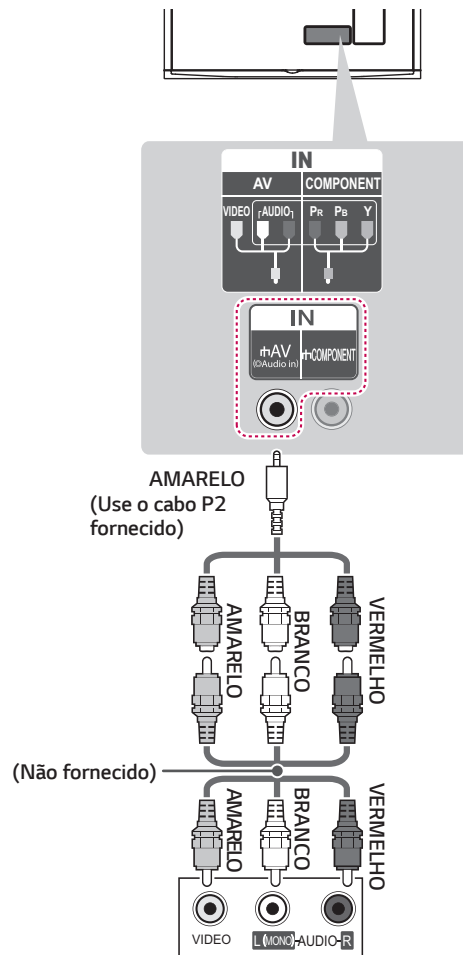 IN
AV COMPONENT
VIDEO AUDIO PR PB Y
IN
AV COMPONENT
(Audio in)
AMARELO
(Use o cabo P2
fornecido)
AMARELO
BRANCO
VERMELHO
(Não fornecido)
AMARELO
BRANCO
VERMELHO
VIDEO L(MONO)-AUDIO-R